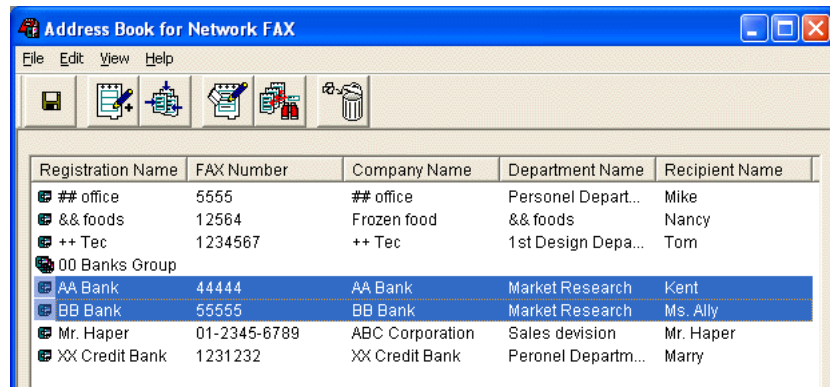 Address Book for Network FAX
File Edit View Help
Registration Name FAX Number Company Name Department Name Recipient Name
## office 5555 ## office Personel Depart... Mike
&& foods 12564 Frozen food && foods Nancy
++ Tec 1234567 ++ Tec 1st Design Depa... Tom
00 Banks Group
AA Bank 44444 AA Bank Market Research Kent
BB Bank 55555 BB Bank Market Research Ms. Ally
Mr. Haper 01-2345-6789 ABC Corporation Sales devision Mr. Haper
XX Credit Bank 1231232 XX Credit Bank Peronel Departm... Marry